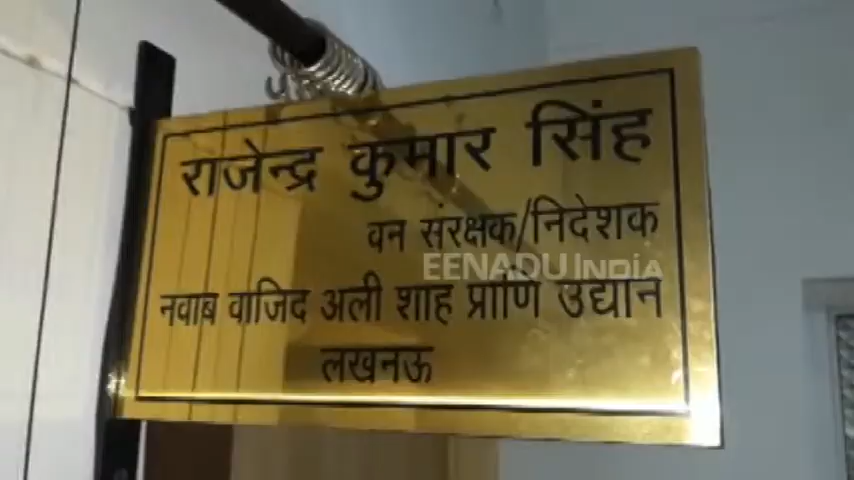 राजेन्द्र कुमार सिंह
वन संरक्षक/निदेशक
EENADU INDIA
नवाब वाजिद अली शाह प्राणि उद्यान
लखनऊ